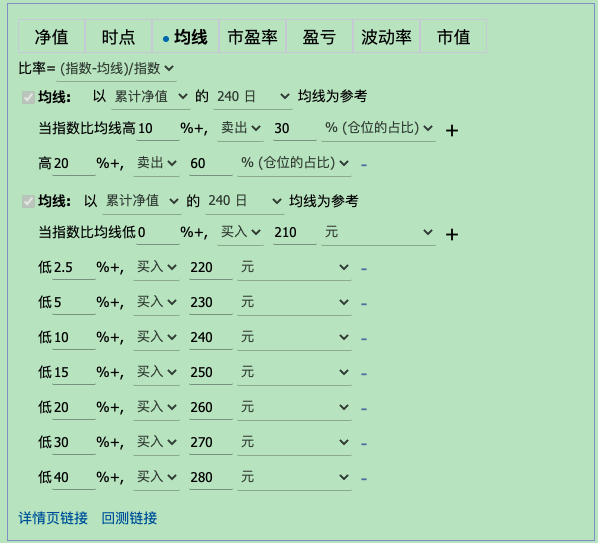 净值 时点 均线 市盈率 盈亏 波动率 市值
比率= (指数-均线)/指数
均线: 以 累计净值 的 240 日 均线为参考
当指数比均线高 10 %+, 卖出 30 % (仓位的占比) +
高 20 %+, 卖出 60 % (仓位的占比) -
均线: 以 累计净值 的 240 日 均线为参考
当指数比均线低 0 %+, 买入 210 元 +
低 2.5 %+, 买入 220 元 -
低 5 %+, 买入 230 元 -
低 10 %+, 买入 240 元 -
低 15 %+, 买入 250 元 -
低 20 %+, 买入 260 元 -
低 30 %+, 买入 270 元 -
低 40 %+, 买入 280 元 -
详情页链接 回测链接